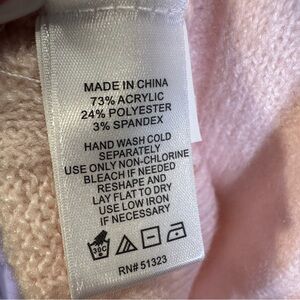 MADE IN CHINA
73% ACRYLIC
24% POLYESTER
3% SPANDEX
HAND WASH COLD
SEPARATELY
USE ONLY NON-CHLORINE
BLEACH IF NEEDED
RESHAPE AND
LAY FLAT TO DRY
USE LOW IRON
IF NECESSARY
30C
RN# 51323